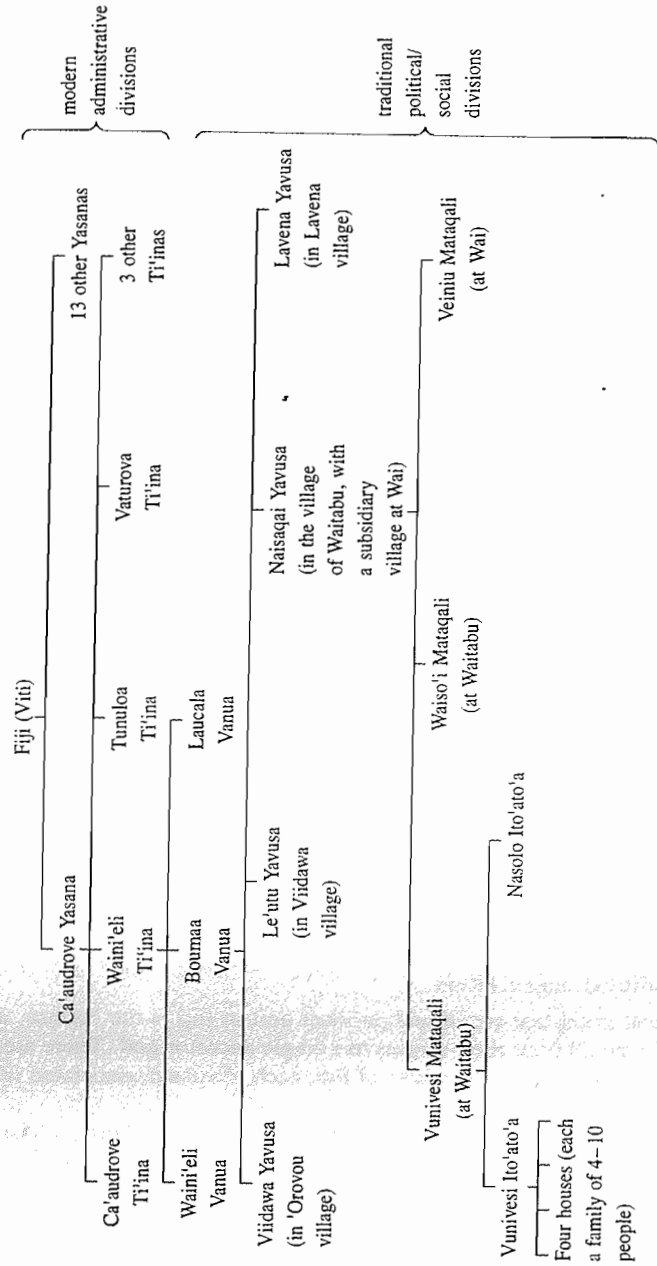 Fiji (Viti)
Ca'audrove Yasana
13 other Yasanas
Ca'audrove
Ti'ina
Waini'eli
Ti'ina
Tunuloa
Ti'ina
Vaturova
Ti'ina
3 other
Ti'inas
modern
administrative
divisions
Waini'eli
Vanua
Boumaa
Vanua
Laucala
Vanua
Viidawa Yavusa
(in 'Orovou
village)
Le'utu Yavusa
(in Viidawa
village)
Naisaqai Yavusa
(in the village
of Waitabu, with
a subsidiary
village at Wai)
Lavena Yavusa
(in Lavena
village)
Vunivesi Mataqali
(at Waitabu)
Waiso'i Mataqali
(at Waitabu)
Veiniu Mataqali
(at Wai)
traditional
political/
social
divisions
Vunivesi Ito'ato'a
Nasolo Ito'ato'a
Four houses (each
a family of 4–10
people)